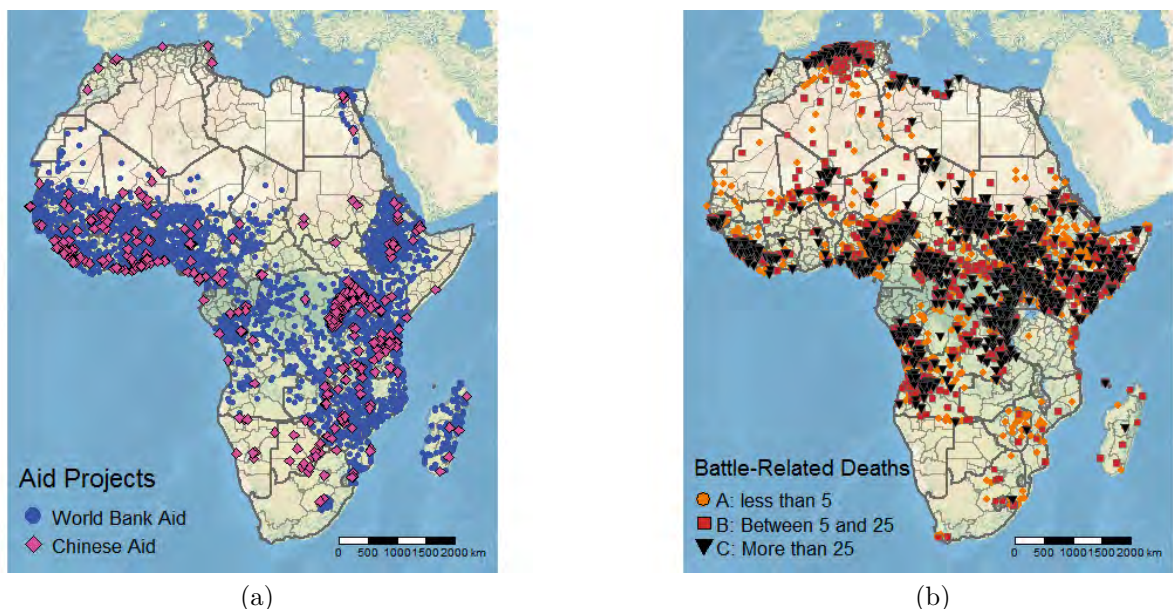 Aid Projects
World Bank Aid
Chinese Aid
0 500 1000 1500 2000 km
(a)
Battle-Related Deaths
A: less than 5
B: Between 5 and 25
C: More than 25
0 500 1000 1500 2000 km
(b)